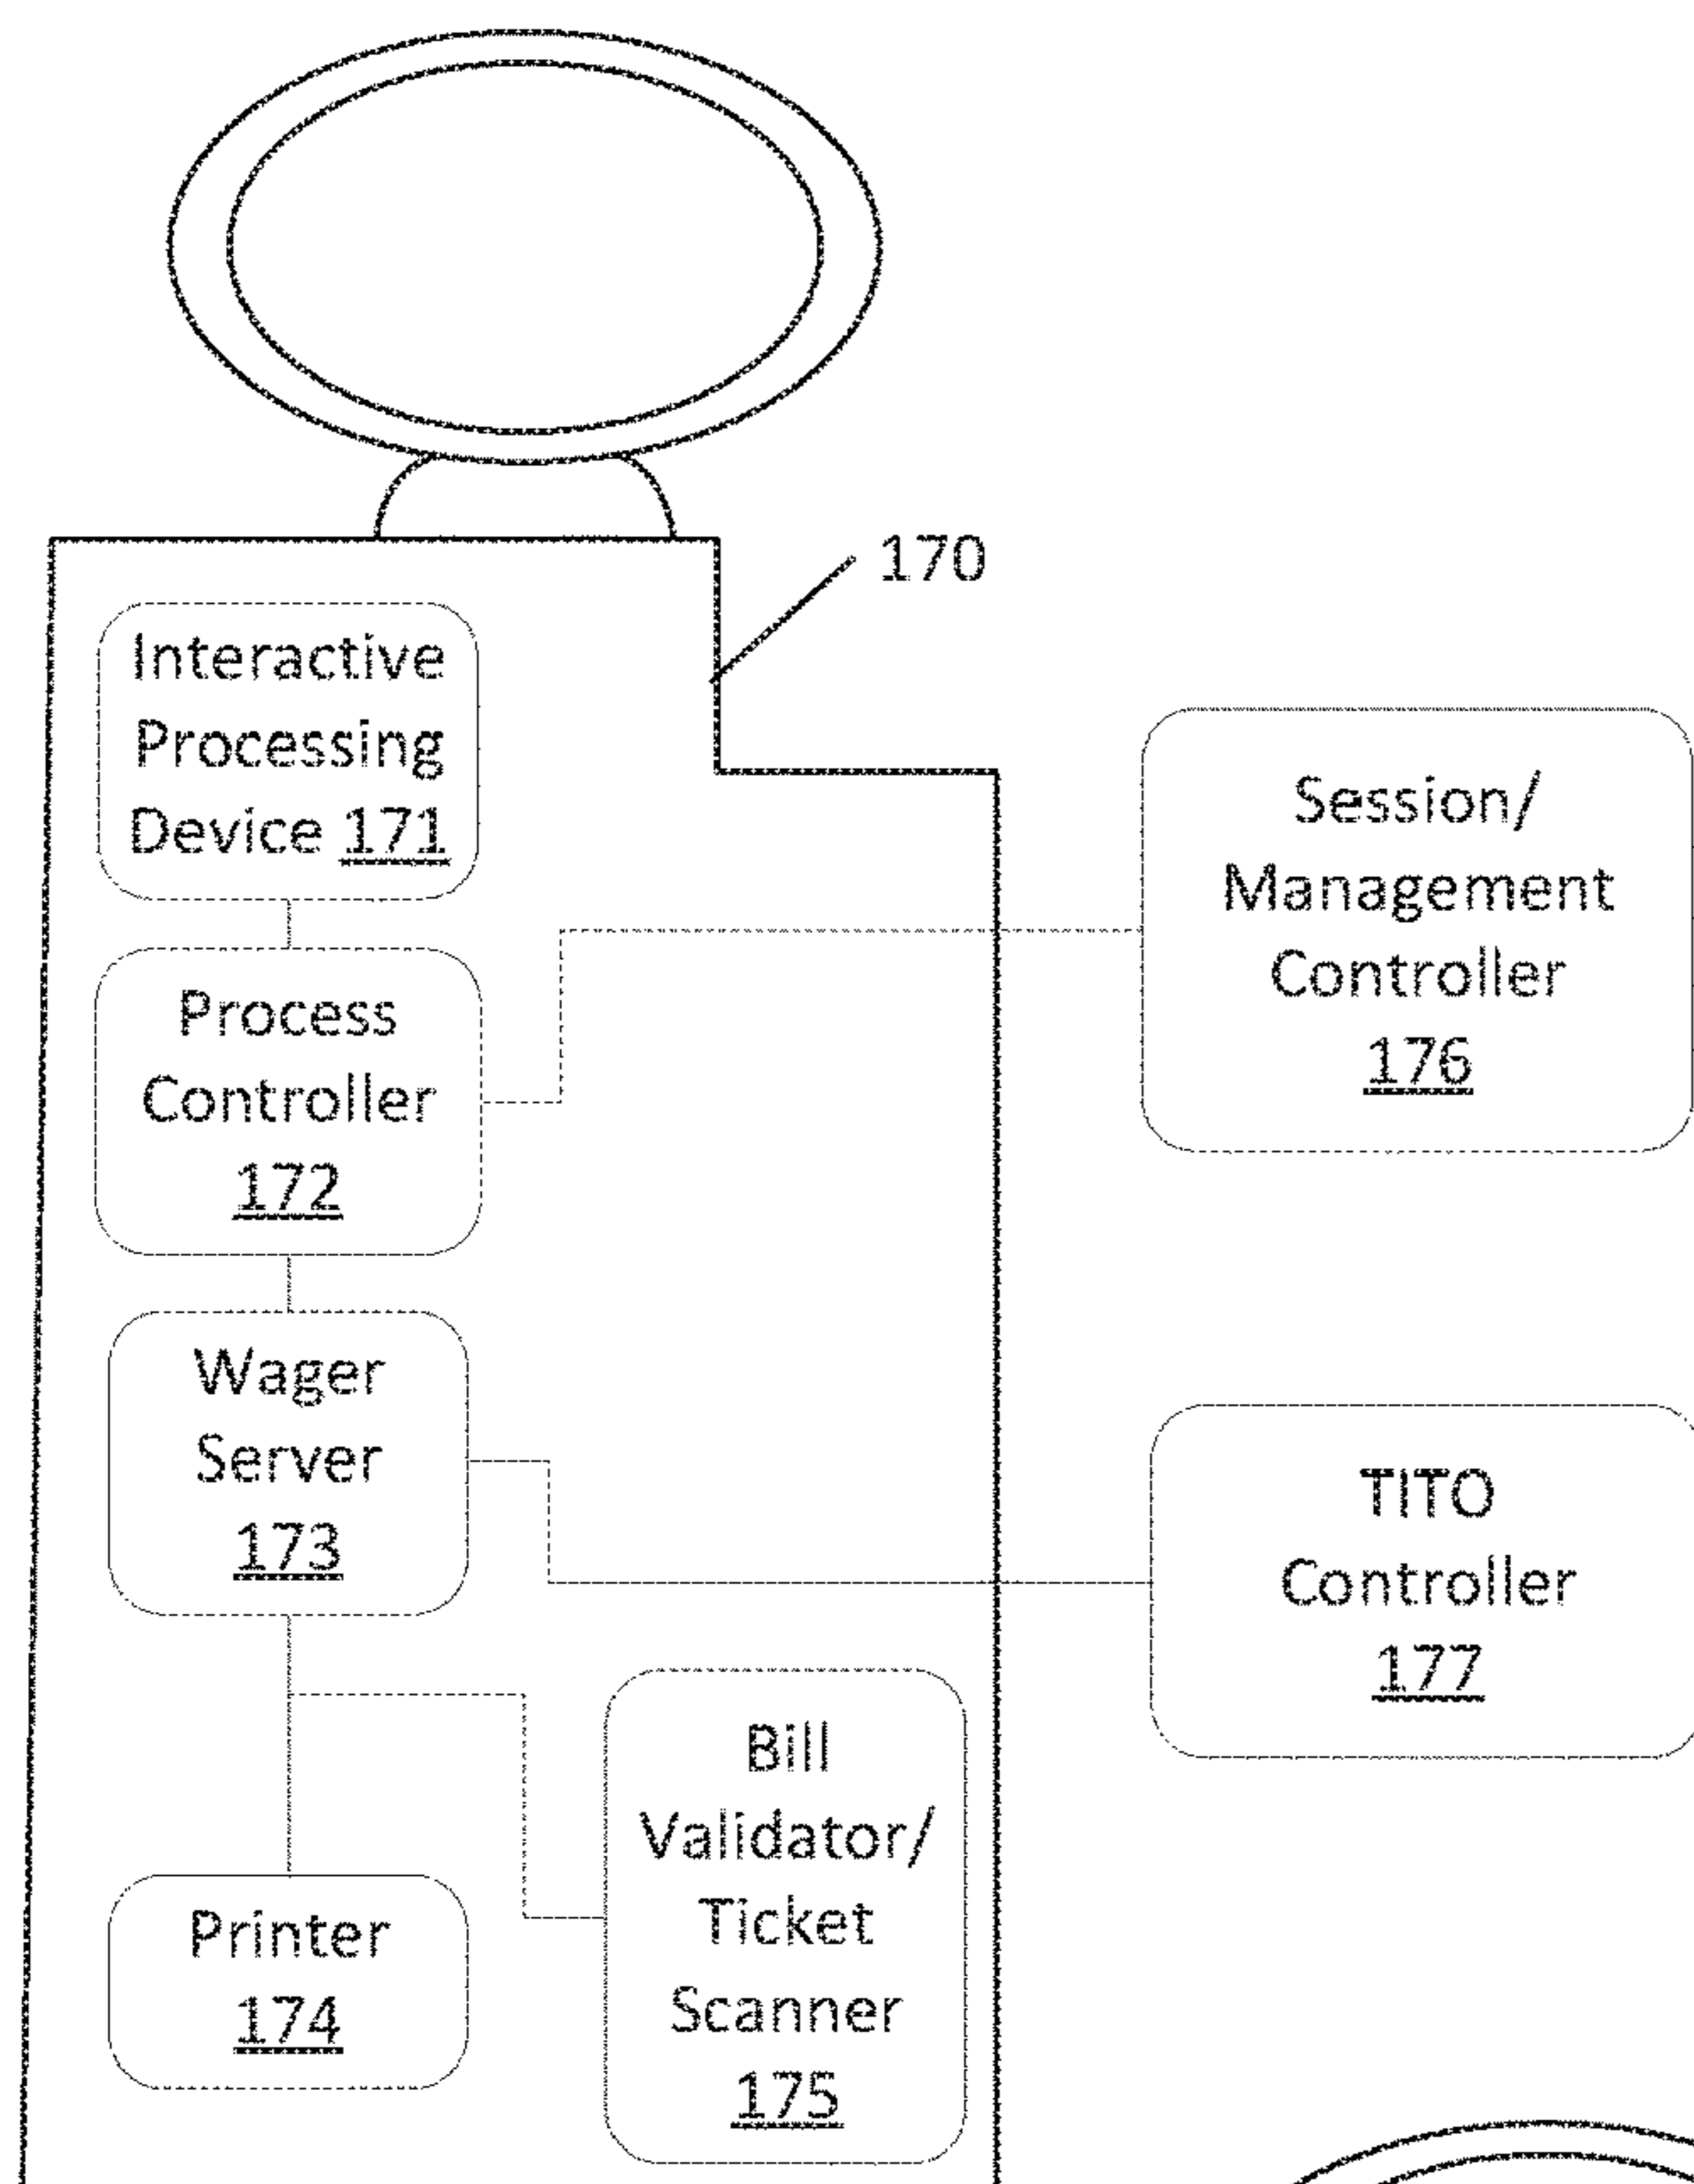 170
Interactive
Processing
Device 171
Session/
Management
Controller
176
Process
Controller
172
Wager
Server
173
TITO
Controller
177
Bill
Validator/
Ticket
Scanner
175
Printer
174